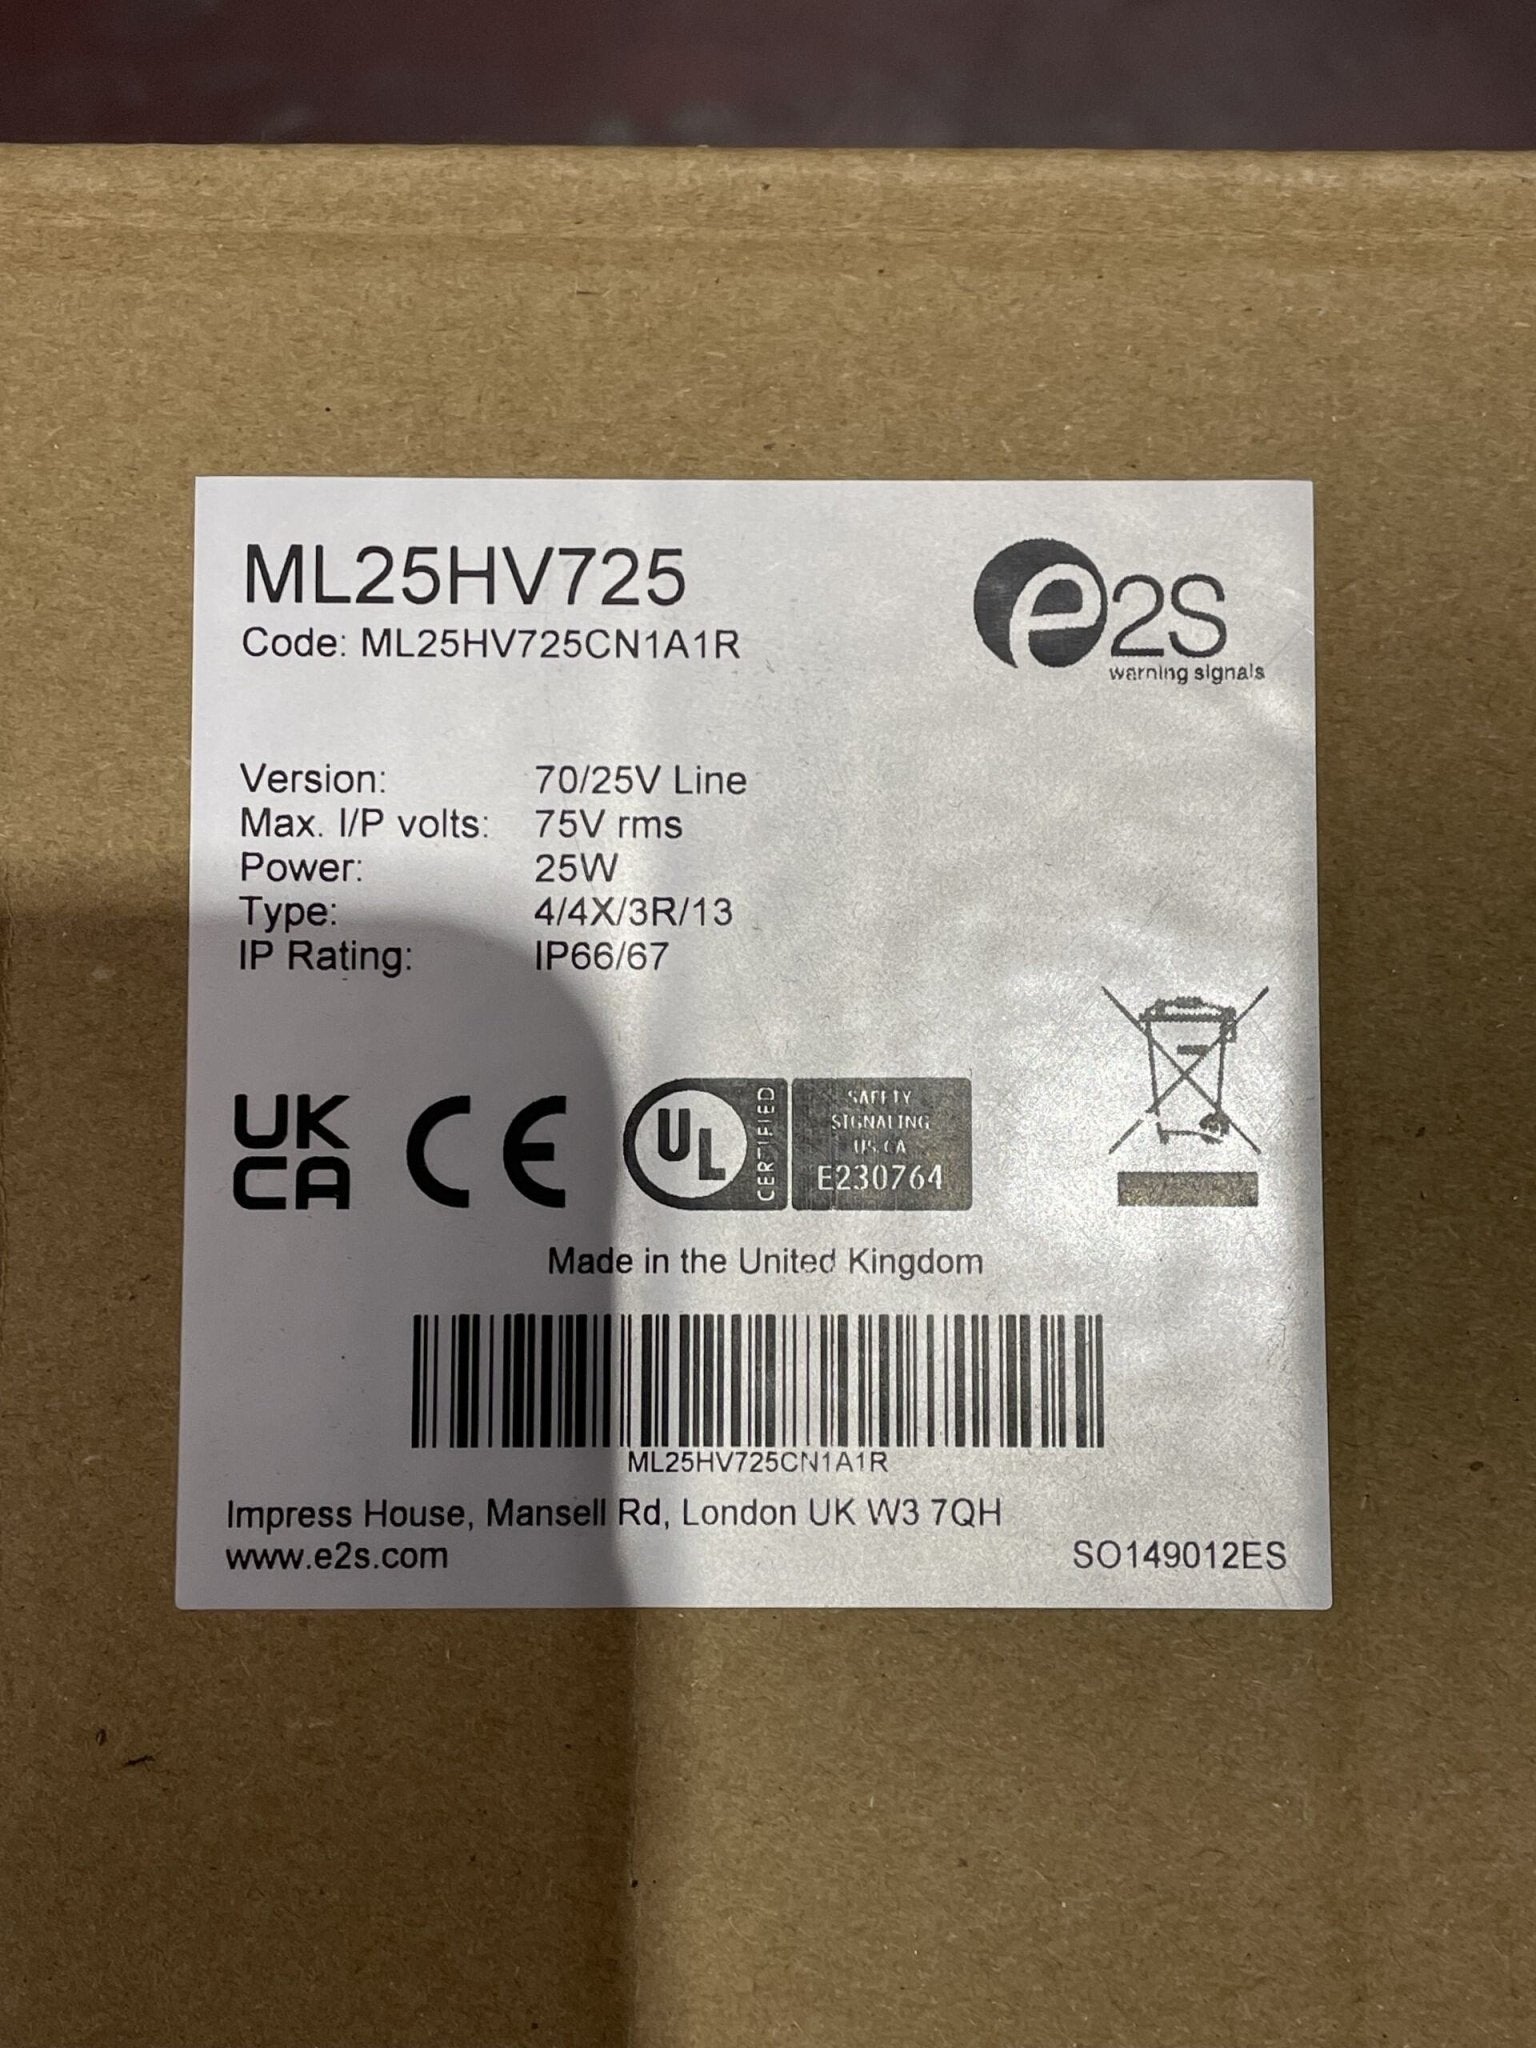 ML25HV725
Code: ML25HV725CN1A1R
e2s
warning signals
Version: 70/25V Line
Max. I/P volts: 75V rms
Power: 25W
Type: 4/4X/3R/13
IP Rating: IP66/67
UK
CA
CE
UL
CERTIFIED
SAFETY
SIGNALING
US CA
E230764
Made in the United Kingdom
ML25HV725CN1A1R
Impress House, Mansell Rd, London UK W3 7QH
www.e2s.com
SO149012ES